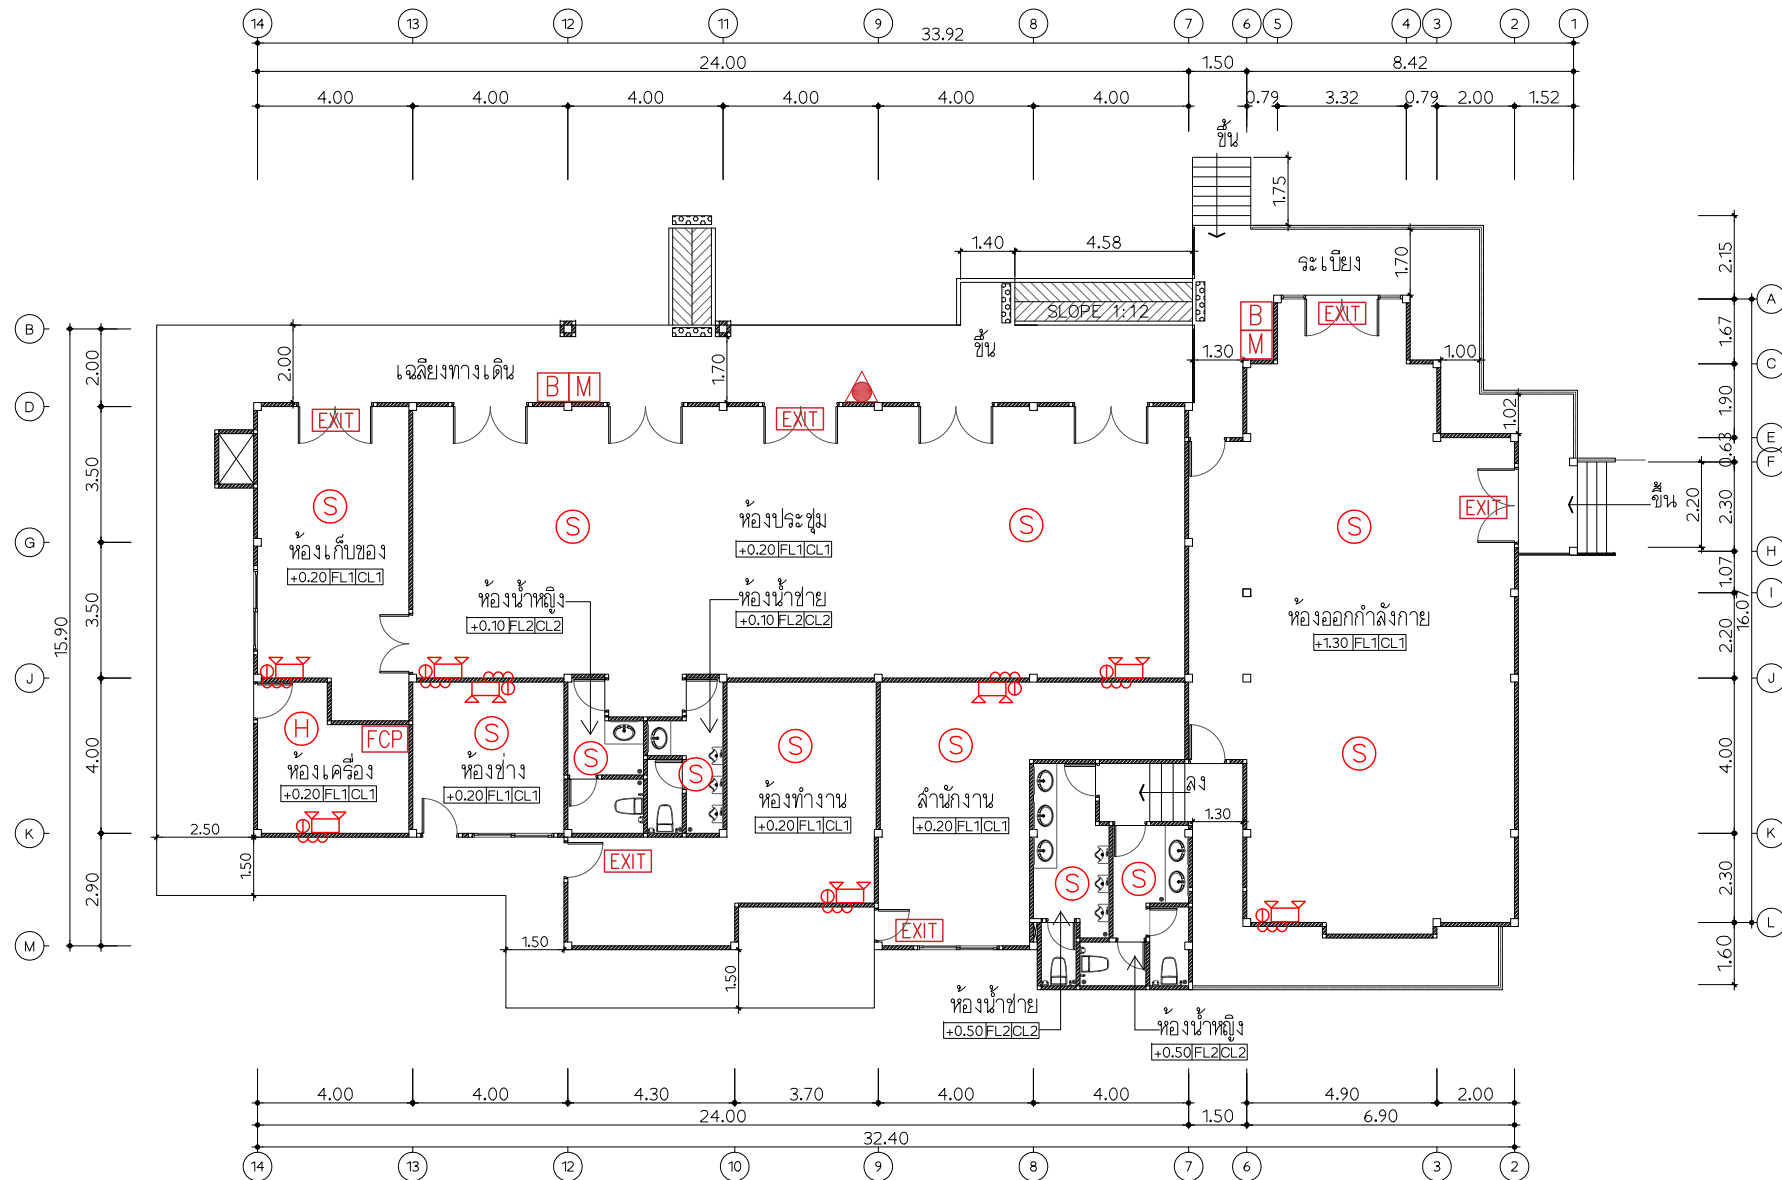 14 13 12 11 9 8 7 6 5 4 3 2 1
33.92
24.00 1.50 8.42
4.00 4.00 4.00 4.00 4.00 4.00 0.79 3.32 0.79 2.00 1.52
ขึ้น
1.75
1.40 4.58
ระเบียง
1.70
2.15
A
B
SLOPE 1:12
EXIT
B
M
1.67
ขึ้น
1.30
1.00
C
2.00
2.00
1.70
เฉลียงทางเดิน
B M
D
EXIT
EXIT
1.90
1.02
E
0.63
F
3.50
S
S
ห้องประชุม
+0.20 FL1 CL1
S
S
EXIT
ขึ้น
2.20
2.30
G
ห้องเก็บของ
+0.20 FL1 CL1
H
1.07
I
15.90
3.50
ห้องน้ำหญิง
+0.10 FL2 CL2
ห้องน้ำชาย
+0.10 FL2 CL2
ห้องออกกำลังกาย
+1.30 FL1 CL1
16.07
2.20
J
J
H
FCP
S
S
S
S
S
S
4.00
ห้องเครื่อง
+0.20 FL1 CL1
ห้องช่าง
+0.20 FL1 CL1
ห้องทำงาน
+0.20 FL1 CL1
สำนักงาน
+0.20 FL1 CL1
ลง
1.30
4.00
K
2.50
K
1.50
EXIT
S
S
2.90
2.30
EXIT
M
1.50
1.50
L
1.60
ห้องน้ำชาย
+0.50 FL2 CL2
ห้องน้ำหญิง
+0.50 FL2 CL2
4.00 4.00 4.30 3.70 4.00 4.00 4.90 2.00
24.00 1.50 6.90
32.40
14 13 12 10 9 8 7 6 3 2